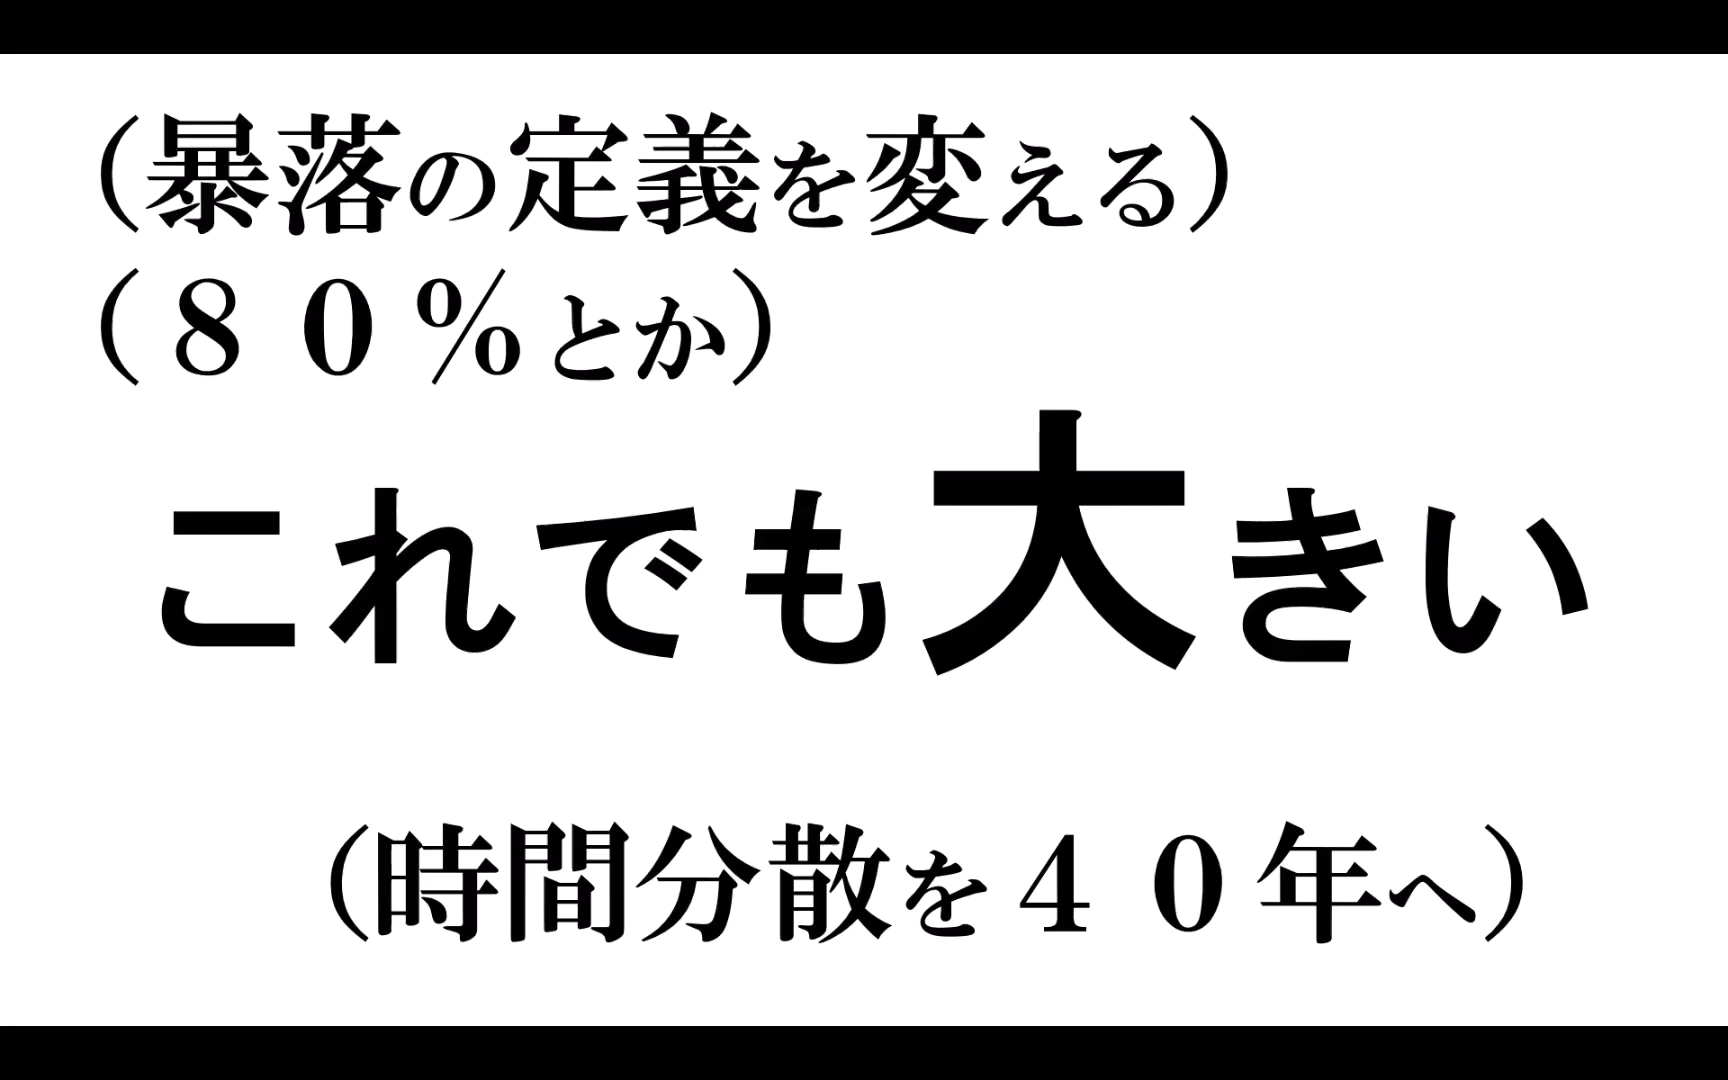 （暴落の定義を変える）
（８０％とか）
これでも大きい
（時間分散を４０年へ）